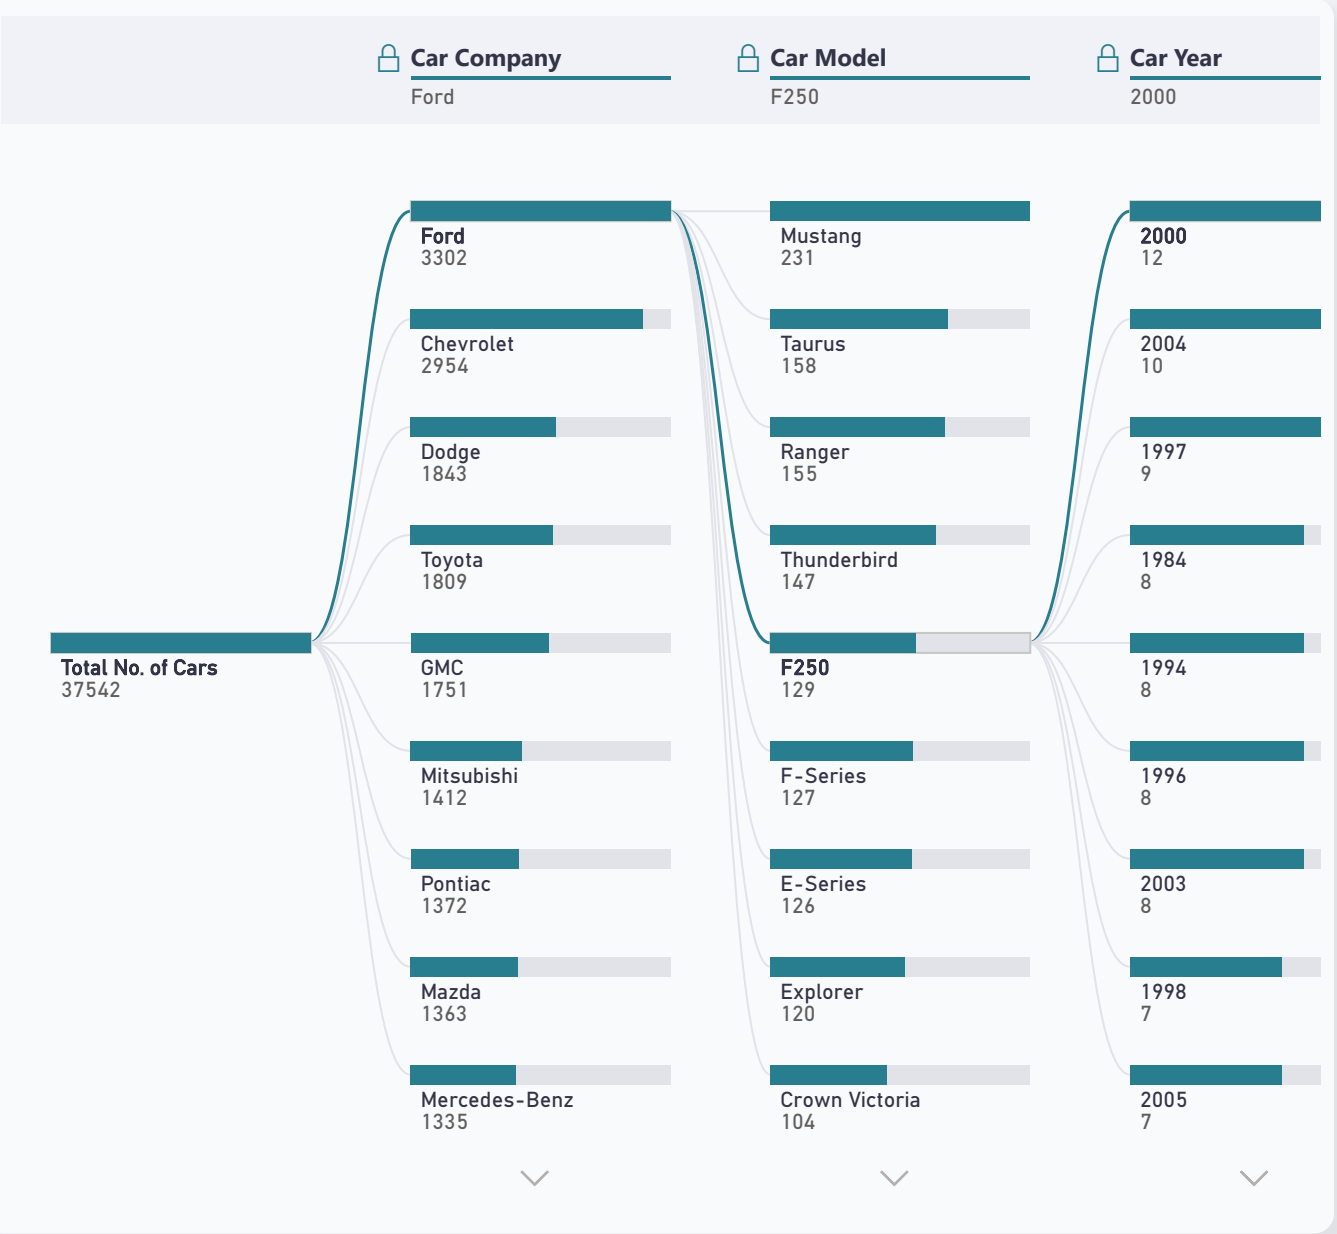 Car Company
Ford
Car Model
F250
Car Year
2000
Total No. of Cars
37542
Ford
3302
Chevrolet
2954
Dodge
1843
Toyota
1809
GMC
1751
Mitsubishi
1412
Pontiac
1372
Mazda
1363
Mercedes-Benz
1335
Mustang
231
Taurus
158
Ranger
155
Thunderbird
147
F250
129
F-Series
127
E-Series
126
Explorer
120
Crown Victoria
104
2000
12
2004
10
1997
9
1984
8
1994
8
1996
8
2003
8
1998
7
2005
7